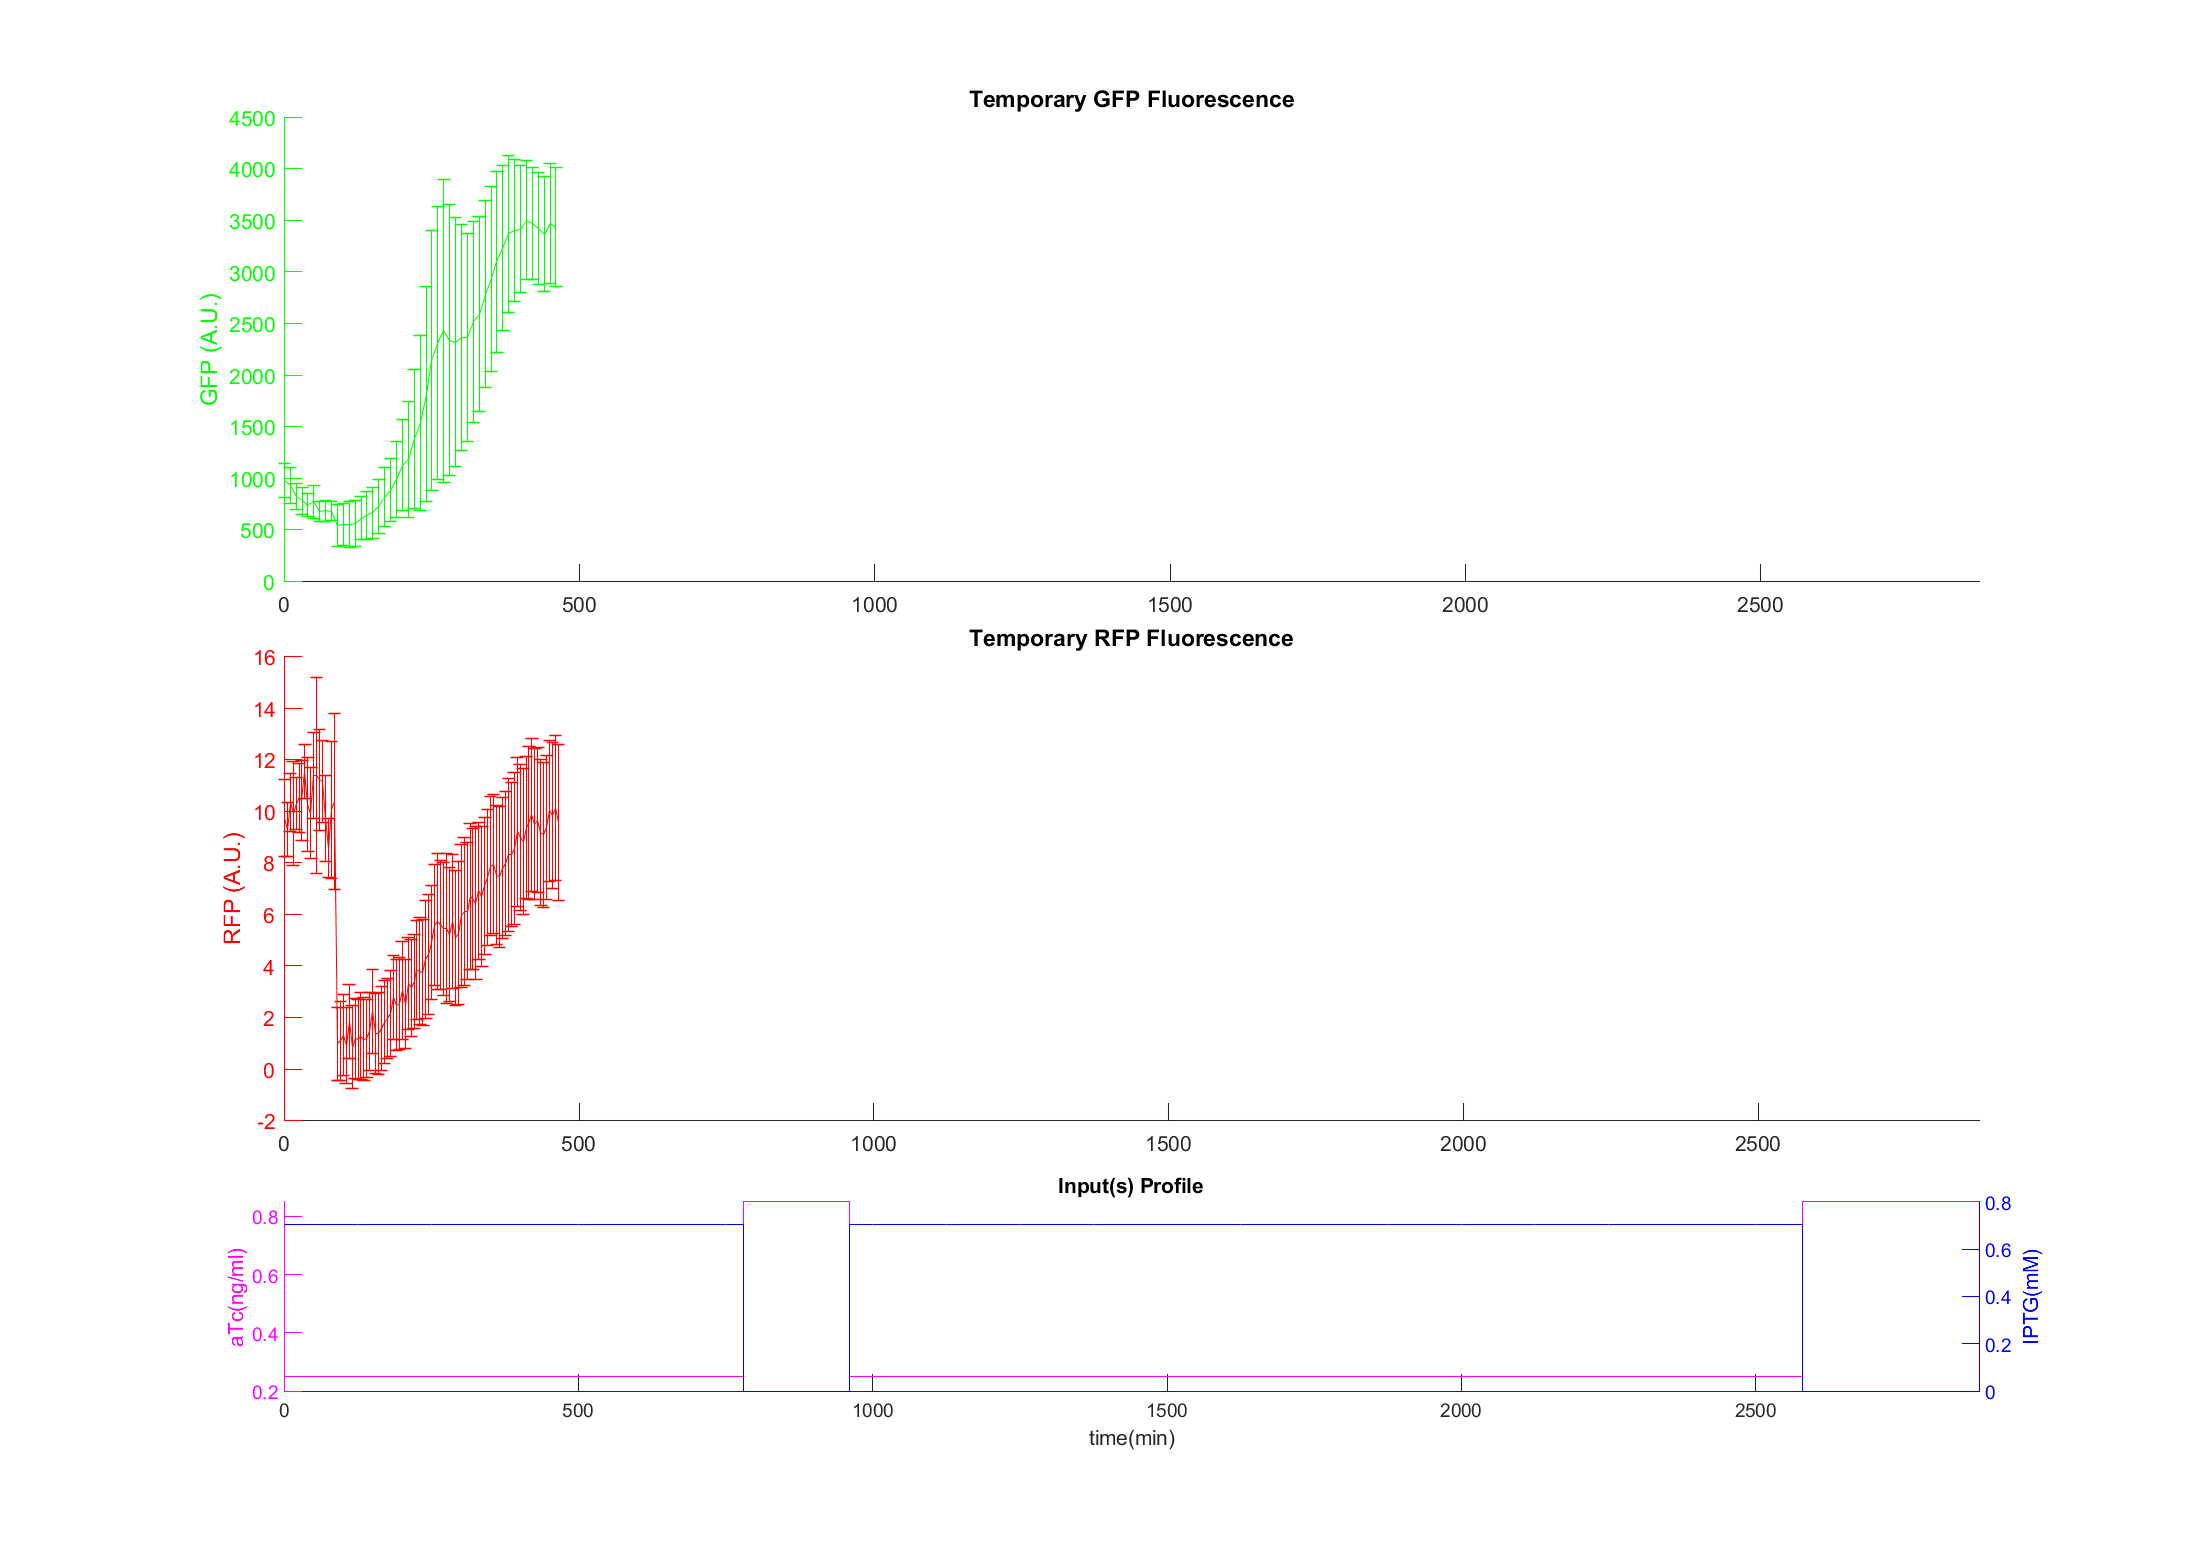 Temporary GFP Fluorescence
4500
4000
3500
3000
2500
2000
1500
1000
500
0
GFP (A.U.)
0 500 1000 1500 2000 2500
Temporary RFP Fluorescence
16
14
12
10
8
6
4
2
0
-2
RFP (A.U.)
0 500 1000 1500 2000 2500
Input(s) Profile
0.8
0.6
0.4
0.2
aTc(ng/ml)
0.8
0.6
0.4
0.2
0
IPTG(mM)
0 500 1000 1500 2000 2500
time(min)